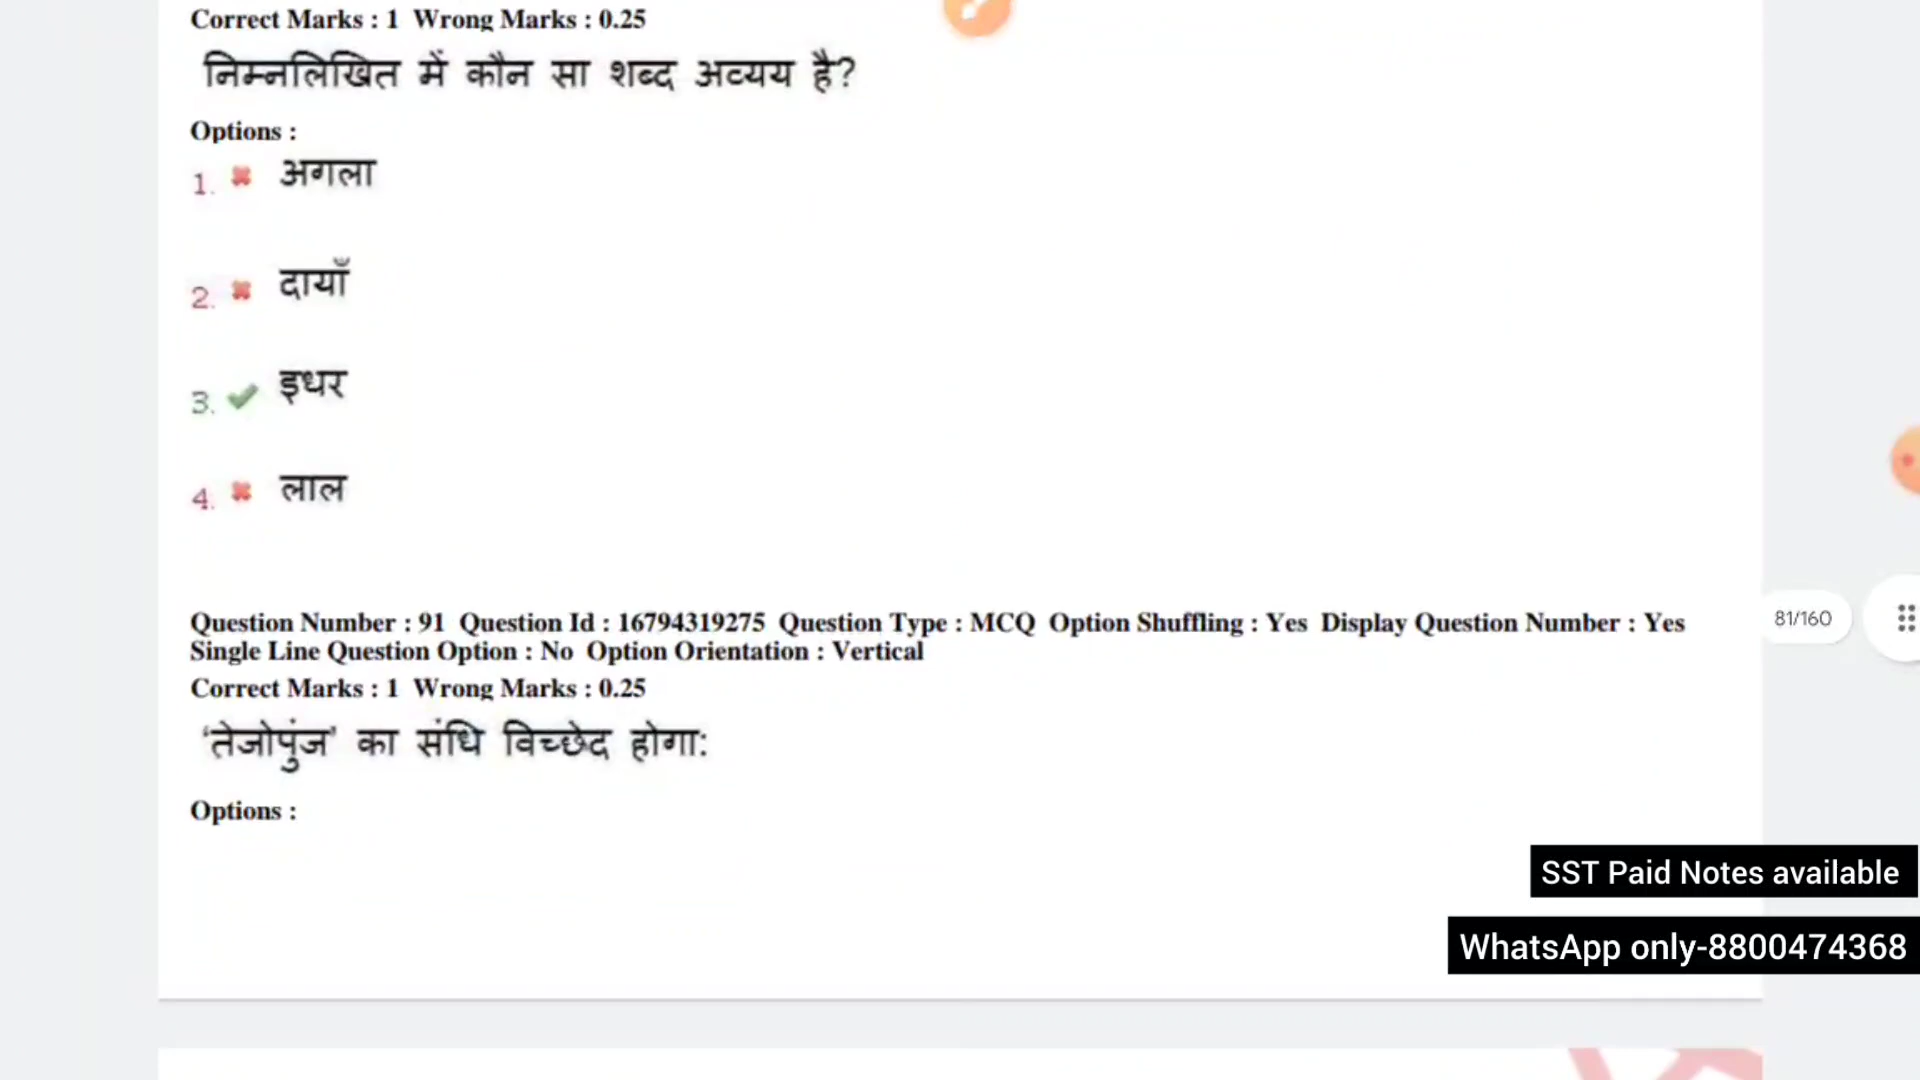 Correct Marks : 1 Wrong Marks : 0.25
निम्नलिखित में कौन सा शब्द अव्यय है?
Options :
1. अगला
2. दायाँ
3. इधर
4. लाल
Question Number : 91 Question Id : 16794319275 Question Type : MCQ Option Shuffling : Yes Display Question Number : Yes
Single Line Question Option : No Option Orientation : Vertical
Correct Marks : 1 Wrong Marks : 0.25
'तेजोपुंज' का संधि विच्छेद होगा:
Options :
81/160
SST Paid Notes available
WhatsApp only-8800474368